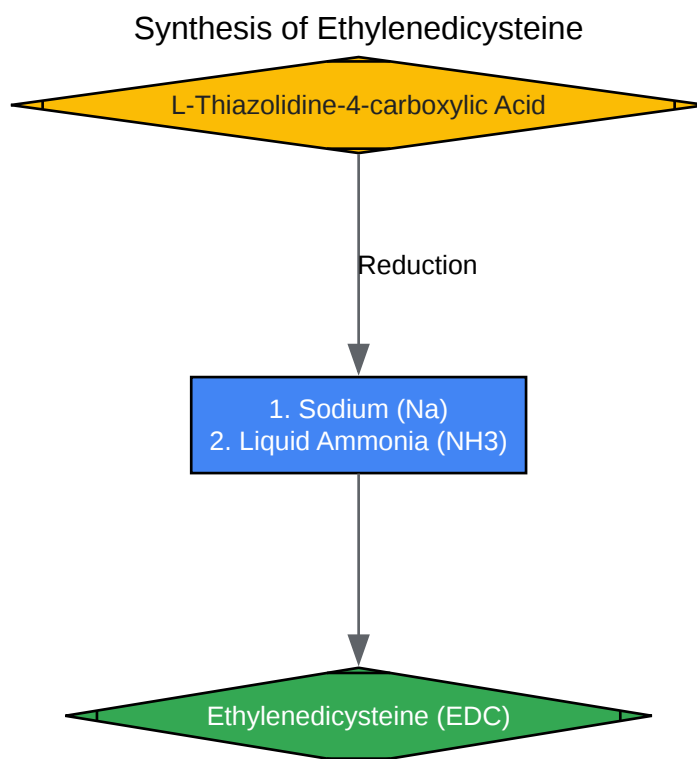 Synthesis of Ethylenedicysteine
L-Thiazolidine-4-carboxylic Acid
Reduction
1. Sodium (Na)
2. Liquid Ammonia (NH3)
Ethylenedicysteine (EDC)